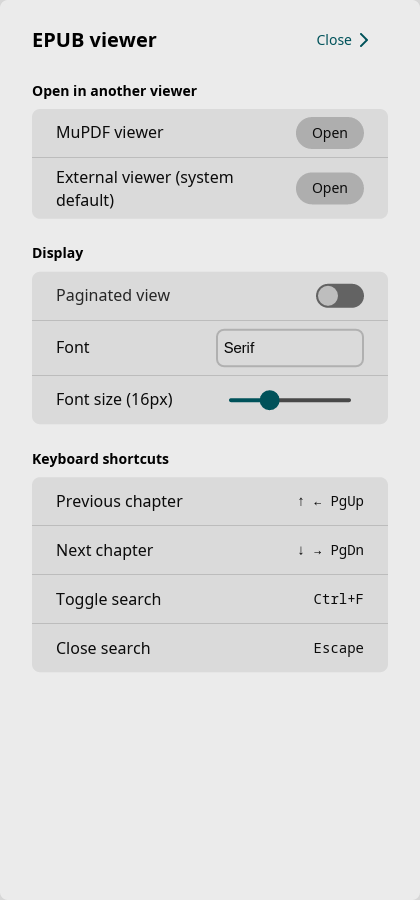 EPUB viewer
Close
Open in another viewer
MuPDF viewer
Open
External viewer (system
default)
Open
Display
Paginated view
Font
Serif
Font size (16px)
Keyboard shortcuts
Previous chapter
↑ ← PgUp
Next chapter
↓ → PgDn
Toggle search
Ctrl+F
Close search
Escape